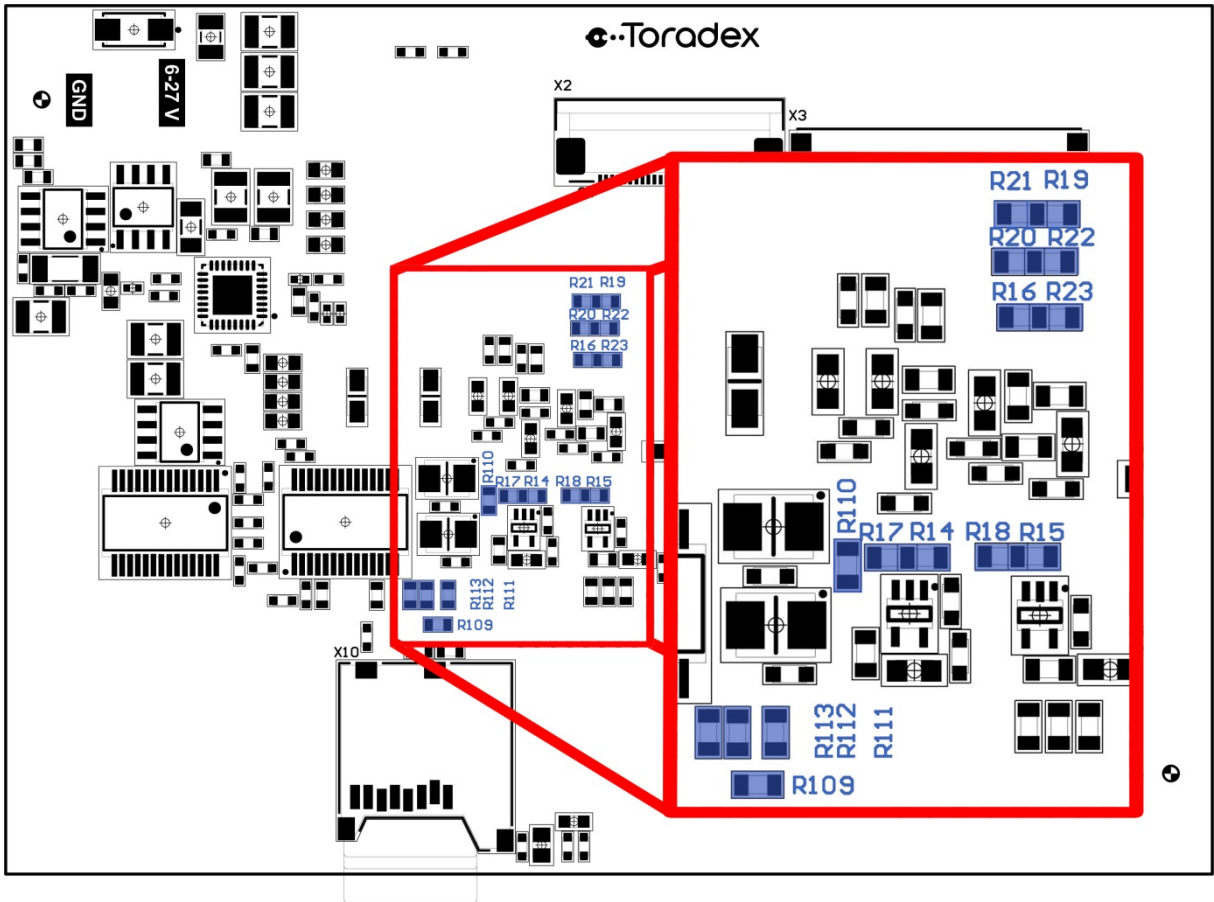 Toradex
GND
6-27 V
X2
X3
R21 R19
R20 R22
R16 R23
R110
R17 R14
R18 R15
R113
R112
R111
R109
X10
R21 R19
R20 R22
R16 R23
R110
R17 R14
R18 R15
R113
R112
R111
R109